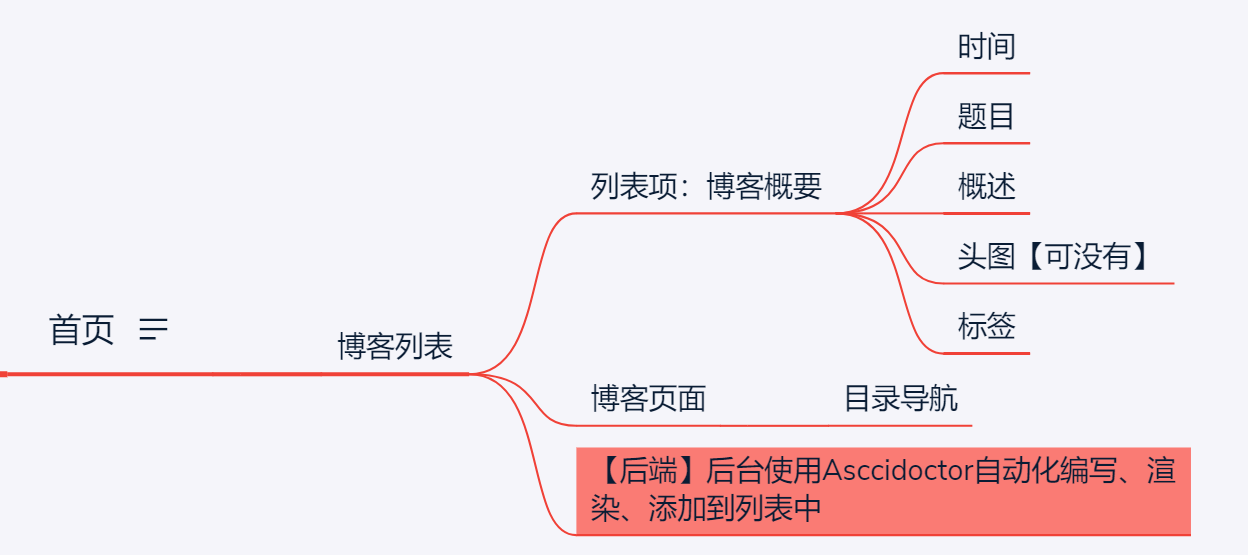 时间
题目
列表项：博客概要
概述
头图【可没有】
首页
博客列表
标签
博客页面
目录导航
【后端】后台使用Asccidoctor自动化编写、渲
染、添加到列表中